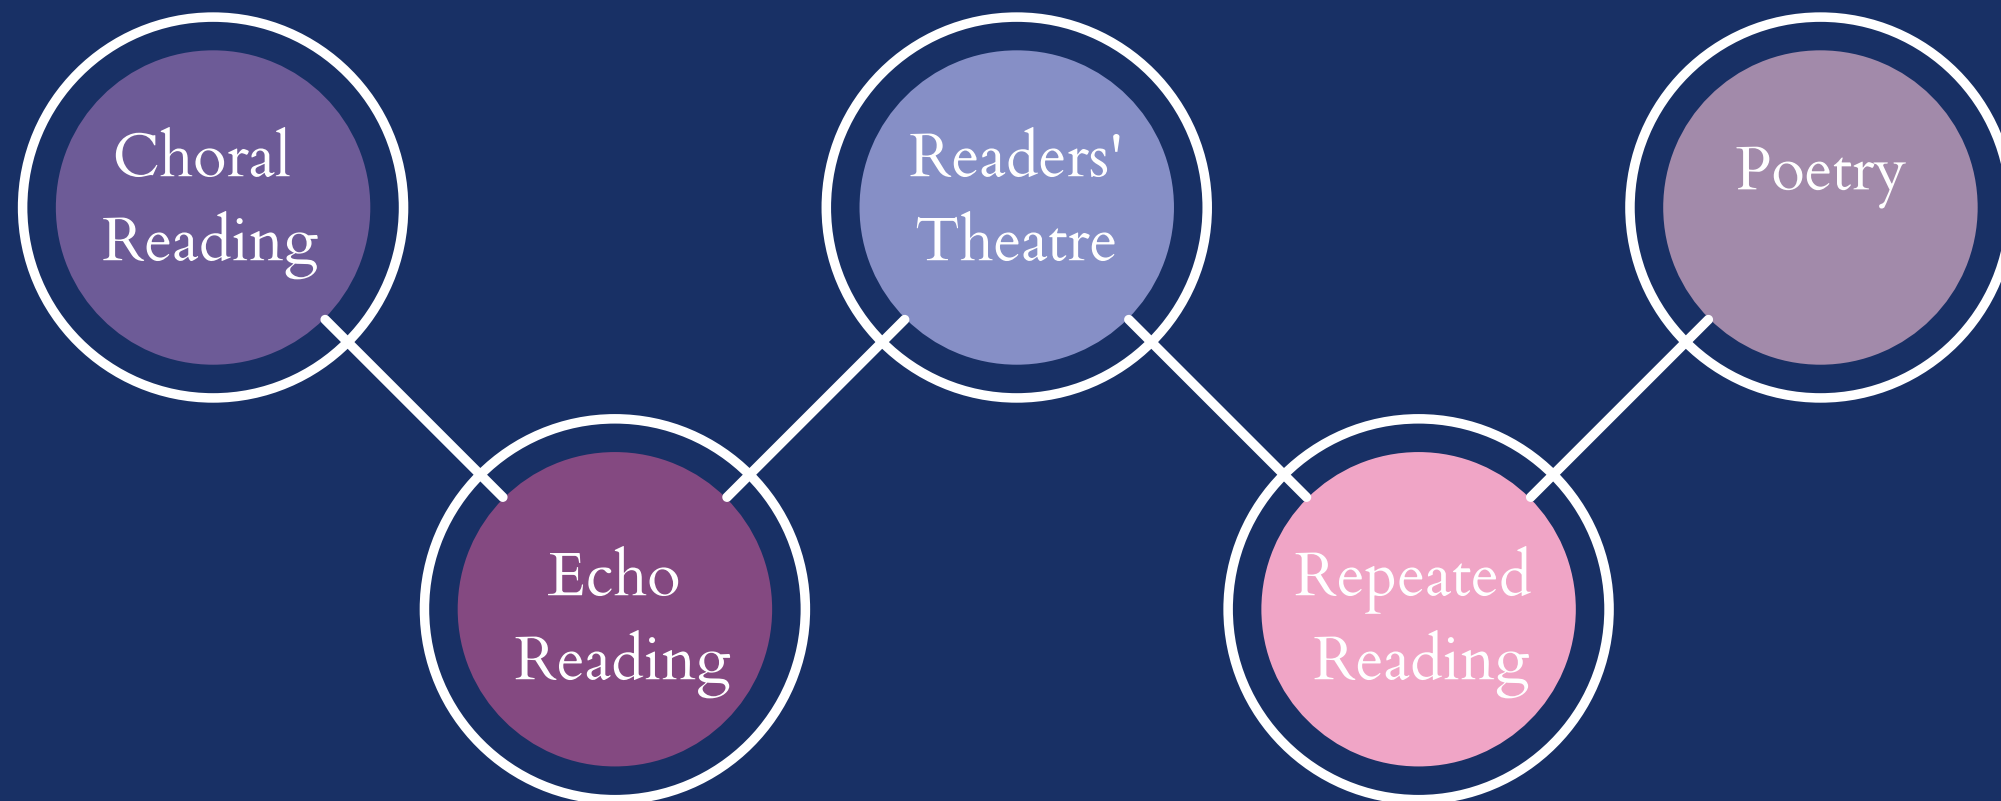 Choral
Reading
Echo
Reading
Readers'
Theatre
Repeated
Reading
Poetry